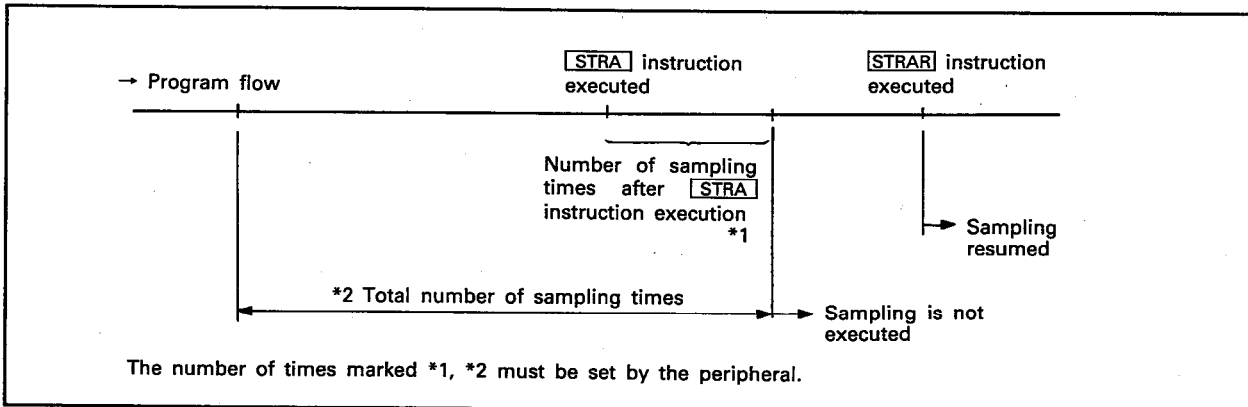 → Program flow
STRA instruction
executed
STRAR instruction
executed
Number of sampling
times after STRA
instruction execution
*1
Sampling
resumed
*2 Total number of sampling times
Sampling is not
executed
The number of times marked *1, *2 must be set by the peripheral.